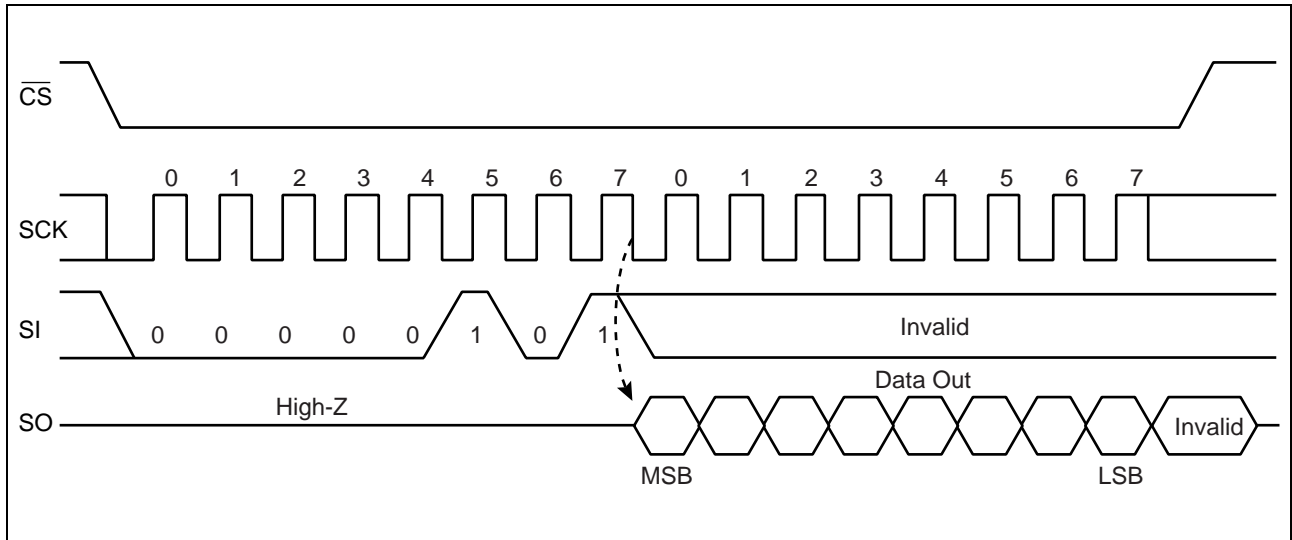 CS
0 1 2 3 4 5 6 7 0 1 2 3 4 5 6 7
SCK
SI 0 0 0 0 0 1 0 1 Invalid
Data Out
High-Z
SO Invalid
MSB LSB